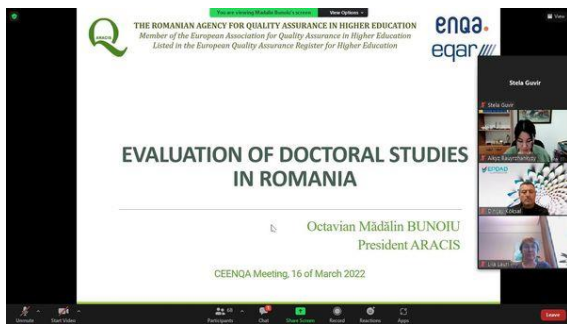 You are viewing Madalin Bunoiu's screen
View Options
View
THE ROMANIAN AGENCY FOR QUALITY ASSURANCE IN HIGHER EDUCATION
Member of the European Association for Quality Assurance in Higher Education
Listed in the European Quality Assurance Register for Higher Education
ARACIS
enqa.
eqar
EVALUATION OF DOCTORAL STUDIES
IN ROMANIA
Octavian Mădălin BUNOIU
President ARACIS
CEENQA Meeting, 16 of March 2022
Stela Guvir
Stela Guvir
Unmute
Start Video
Participants
68
Chat
Share Screen
Record
Reactions
Apps
Leave